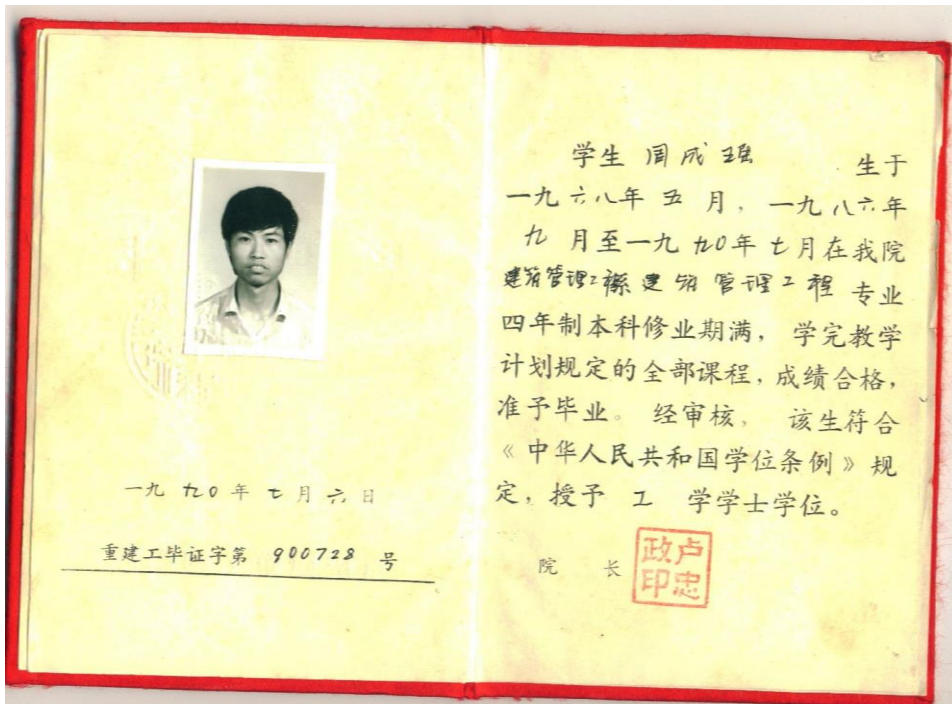 一九九0年七月六日
重建工毕证字第 900728 号
学生 生于
一九六八年五月，一九八六年
九月至一九九0年七月在我院
建筑管理工程系建筑管理工程 专业
四年制本科修业期满，学完教学
计划规定的全部课程，成绩合格，
准予毕业。经审核，该生符合
《中华人民共和国学位条例》规
定，授予 工 学学士学位。
院 长
卢忠政印